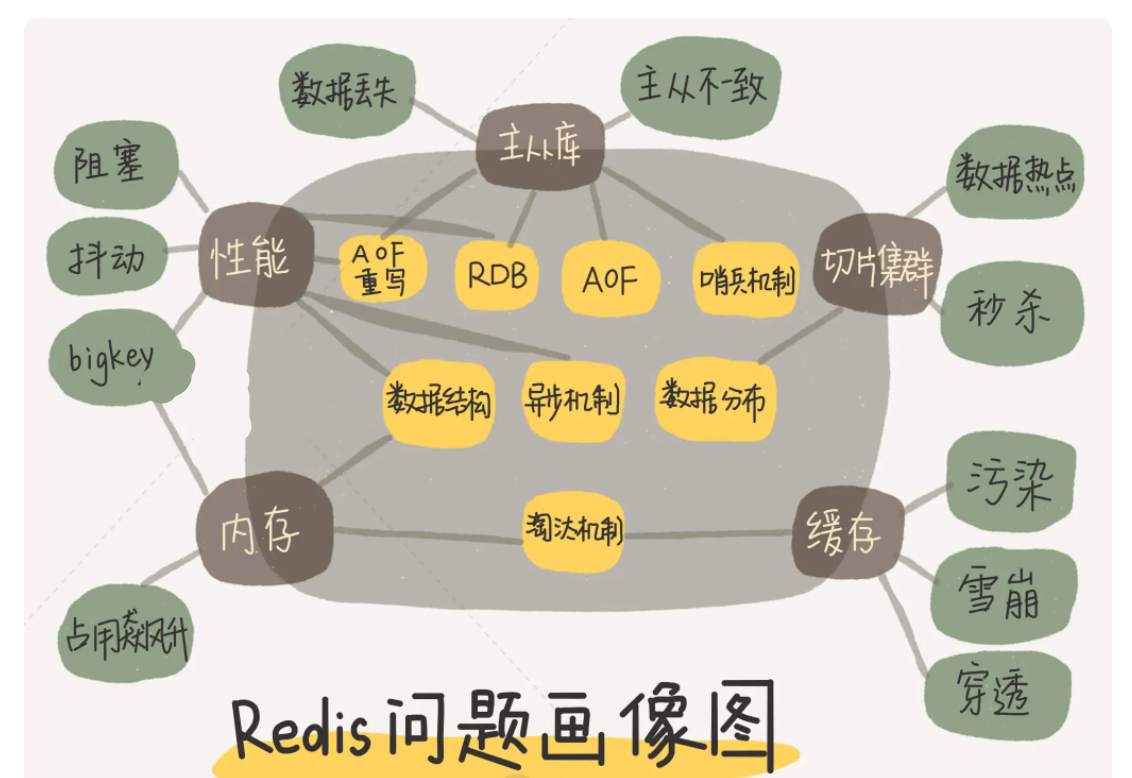 数据丢失
主从不一致
主从库
阻塞
数据热点
抖动
性能
AOF
重写
RDB
AOF
哨兵机制
切片集群
秒杀
bigkey
数据结构
异步机制
数据分布
污染
内存
淘汰机制
缓存
雪崩
占用飙升
穿透
Redis问题画像图